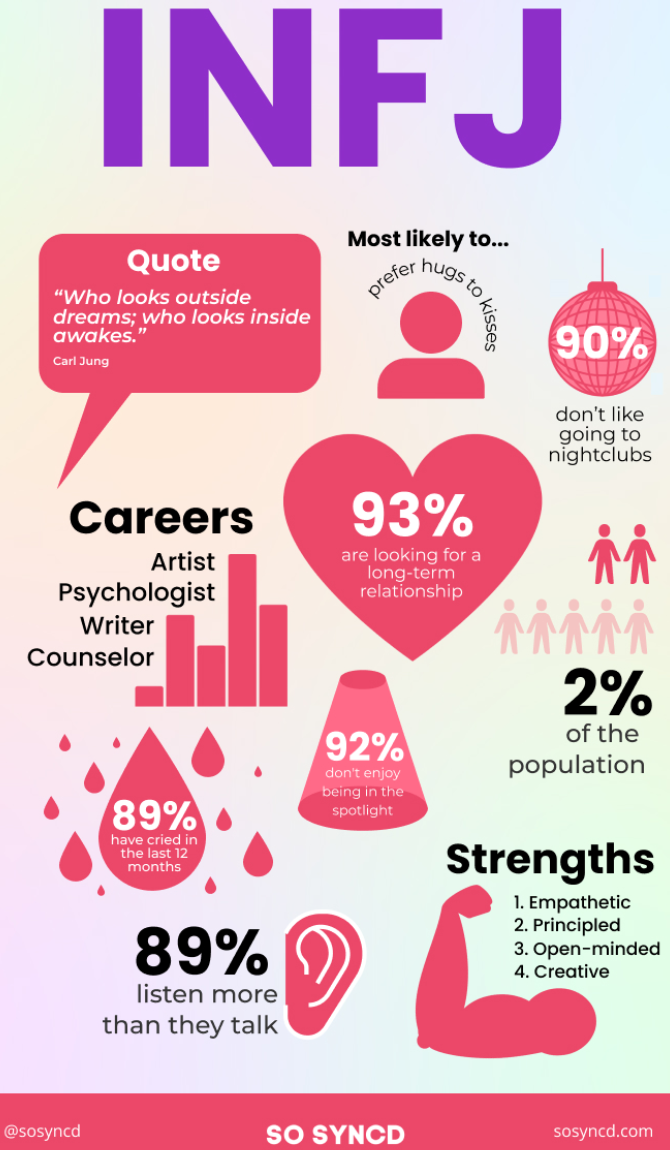 INFJ
Quote
“Who looks outside
dreams; who looks inside
awakes.”
Carl Jung
Most likely to...
prefer hugs to kisses
90%
don’t like
going to
nightclubs
93%
are looking for a
long-term
relationship
Careers
Artist
Psychologist
Writer
Counselor
2%
of the
population
92%
don't enjoy
being in the
spotlight
89%
have cried in
the last 12
months
Strengths
1. Empathetic
2. Principled
3. Open-minded
4. Creative
89%
listen more
than they talk
@sosyncd
SO SYNCD
sosyncd.com